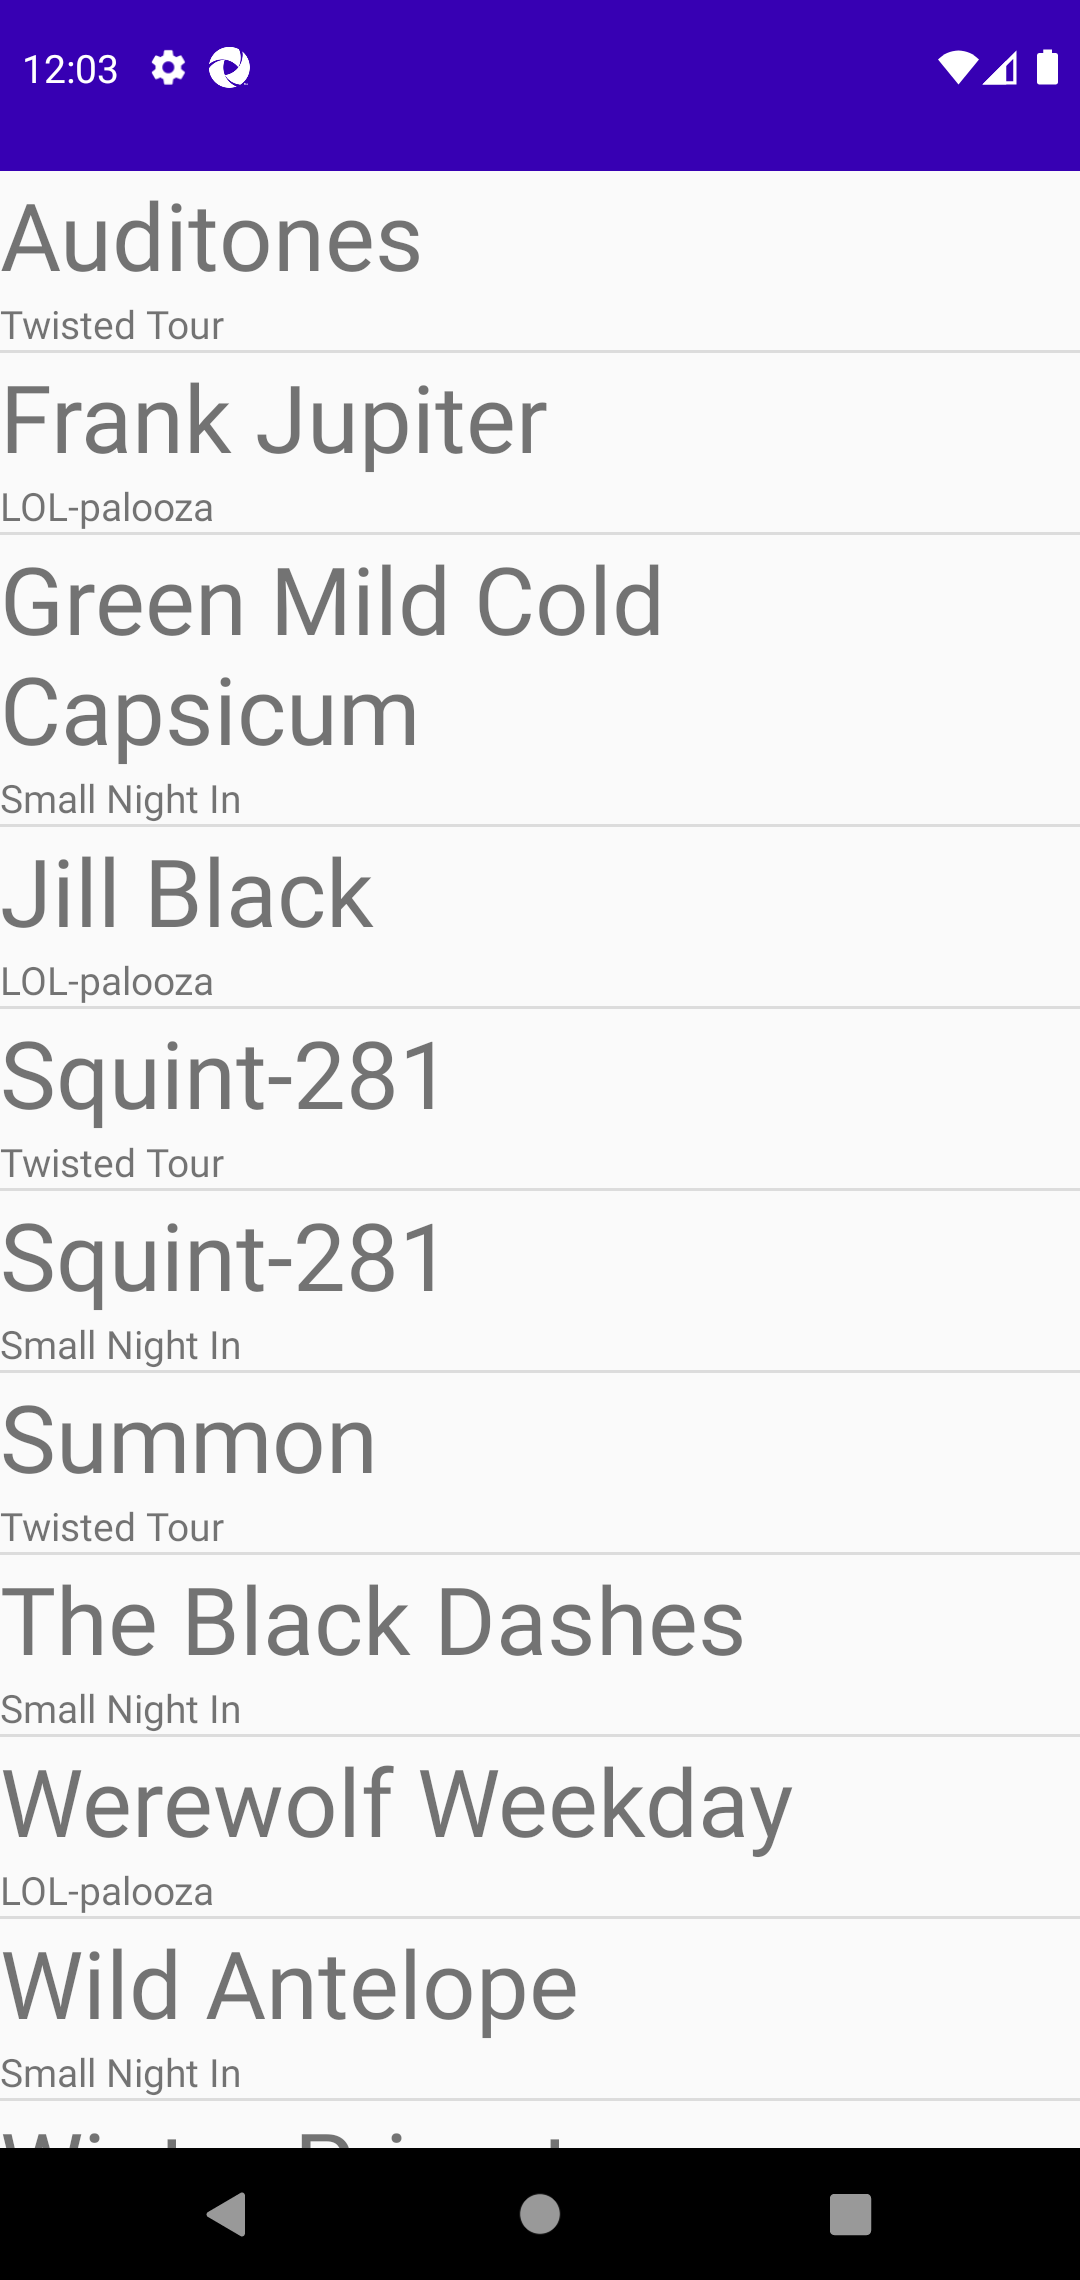 12:03
Auditones
Twisted Tour
Frank Jupiter
LOL-palooza
Green Mild Cold
Capsicum
Small Night In
Jill Black
LOL-palooza
Squint-281
Twisted Tour
Squint-281
Small Night In
Summon
Twisted Tour
The Black Dashes
Small Night In
Werewolf Weekday
LOL-palooza
Wild Antelope
Small Night In